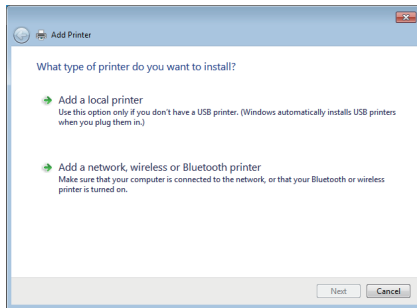 Add Printer
What type of printer do you want to install?
Add a local printer
Use this option only if you don't have a USB printer. (Windows automatically installs USB printers
when you plug them in.)
Add a network, wireless or Bluetooth printer
Make sure that your computer is connected to the network, or that your Bluetooth or wireless
printer is turned on.
Next Cancel